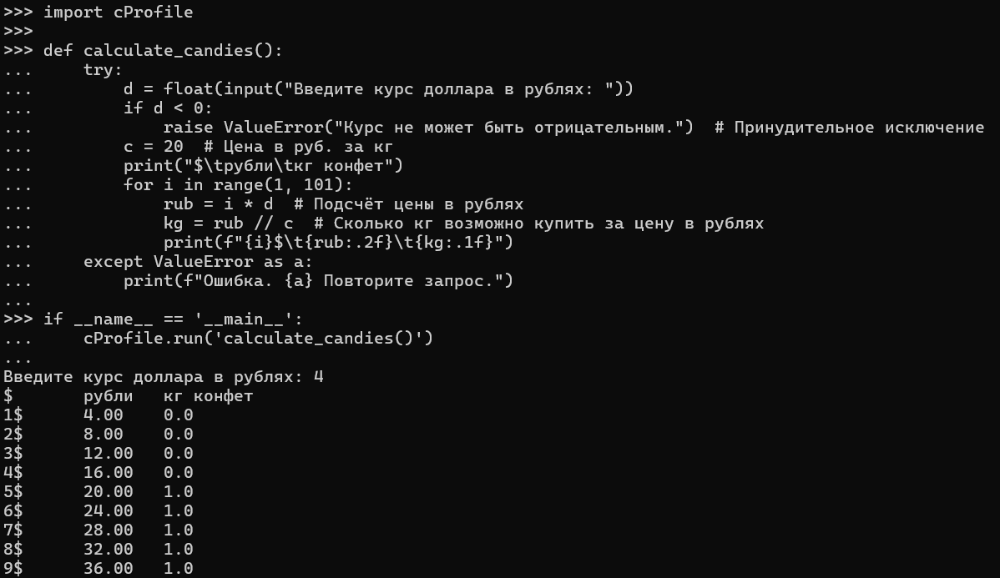 >>> import cProfile
>>>
>>> def calculate_candies():
...     try:
...         d = float(input("Введите курс доллара в рублях: "))
...         if d < 0:
...             raise ValueError("Курс не может быть отрицательным.")  # Принудительное исключение
...         c = 20  # Цена в руб. за кг
...         print("$\tрубли\tкг конфет")
...         for i in range(1, 101):
...             rub = i * d  # Подсчёт цены в рублях
...             kg = rub // c  # Сколько кг возможно купить за цену в рублях
...             print(f"{i}$\t{rub:.2f}\t{kg:.1f}")
...     except ValueError as a:
...         print(f"Ошибка. {a} Повторите запрос.")
...
>>> if __name__ == '__main__':
...     cProfile.run('calculate_candies()')
...
Введите курс доллара в рублях: 4
$       рубли   кг конфет
1$      4.00    0.0
2$      8.00    0.0
3$      12.00   0.0
4$      16.00   0.0
5$      20.00   1.0
6$      24.00   1.0
7$      28.00   1.0
8$      32.00   1.0
9$      36.00   1.0